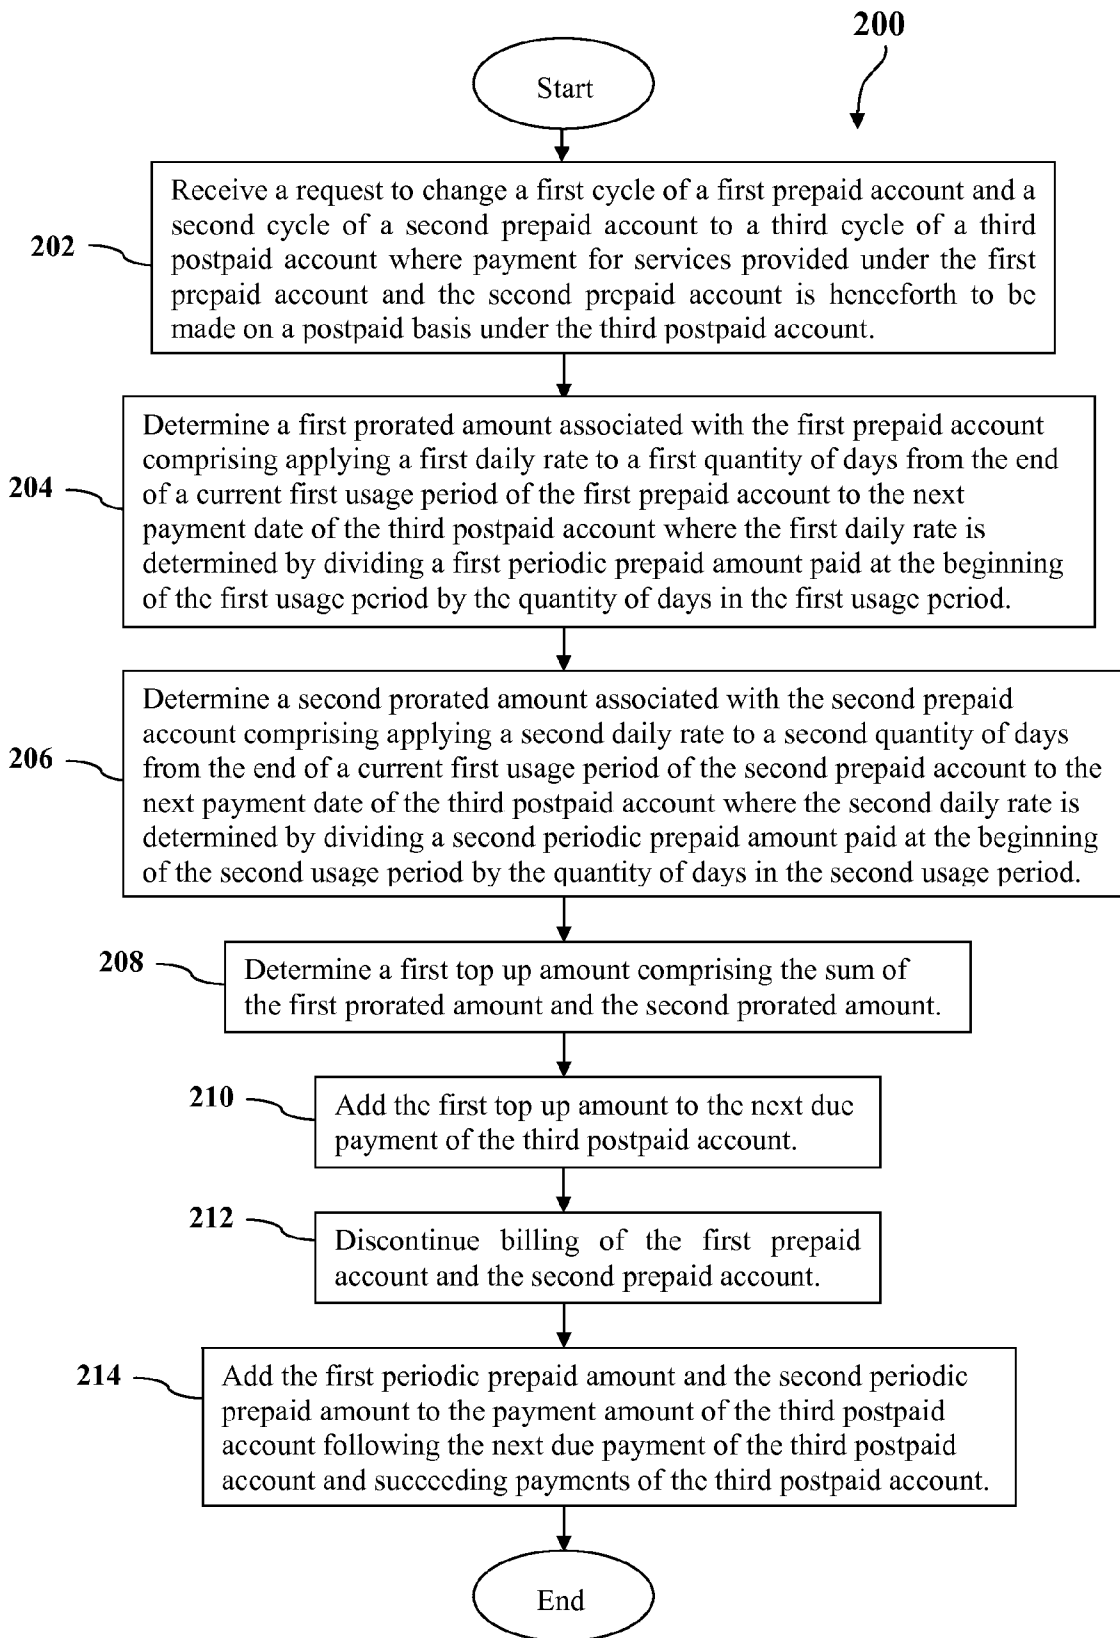 200
Start
202
Receive a request to change a first cycle of a first prepaid account and a
second cycle of a second prepaid account to a third cycle of a third
postpaid account where payment for services provided under the first
prepaid account and the second prepaid account is henceforth to be
made on a postpaid basis under the third postpaid account.
204
Determine a first prorated amount associated with the first prepaid account
comprising applying a first daily rate to a first quantity of days from the end
of a current first usage period of the first prepaid account to the next
payment date of the third postpaid account where the first daily rate is
determined by dividing a first periodic prepaid amount paid at the beginning
of the first usage period by the quantity of days in the first usage period.
206
Determine a second prorated amount associated with the second prepaid
account comprising applying a second daily rate to a second quantity of days
from the end of a current first usage period of the second prepaid account to the
next payment date of the third postpaid account where the second daily rate is
determined by dividing a second periodic prepaid amount paid at the beginning
of the second usage period by the quantity of days in the second usage period.
208
Determine a first top up amount comprising the sum of
the first prorated amount and the second prorated amount.
210
Add the first top up amount to the next due
payment of the third postpaid account.
212
Discontinue billing of the first prepaid
account and the second prepaid account.
214
Add the first periodic prepaid amount and the second periodic
prepaid amount to the payment amount of the third postpaid
account following the next due payment of the third postpaid
account and succeeding payments of the third postpaid account.
End